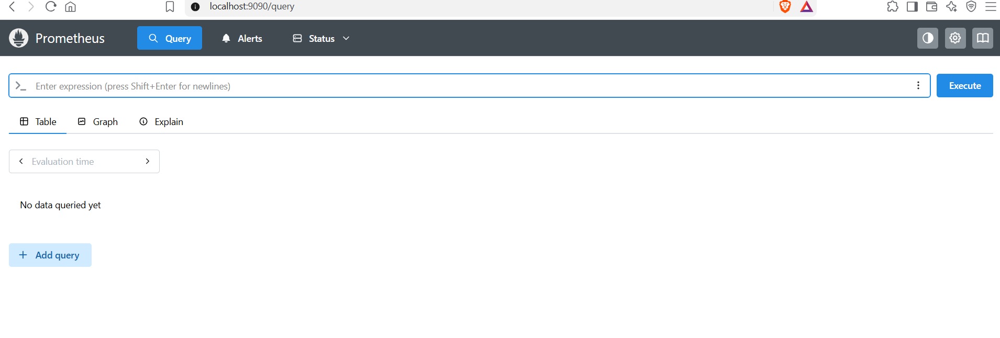 localhost:9090/query
Prometheus Query Alerts Status
Enter expression (press Shift+Enter for newlines) Execute
Table Graph Explain
Evaluation time
No data queried yet
Add query